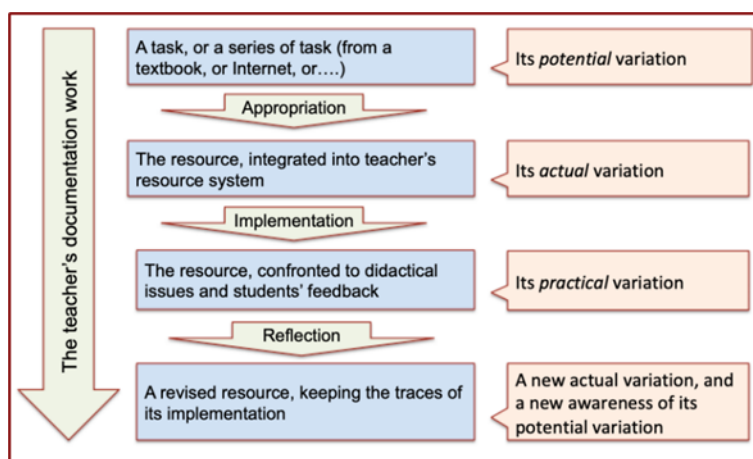 The teacher's documentation work
A task, or a series of task (from a
textbook, or Internet, or....)
Its potential variation
Appropriation
The resource, integrated into teacher's
resource system
Its actual variation
Implementation
The resource, confronted to didactical
issues and students' feedback
Its practical variation
Reflection
A revised resource, keeping the traces of
its implementation
A new actual variation, and
a new awareness of its
potential variation